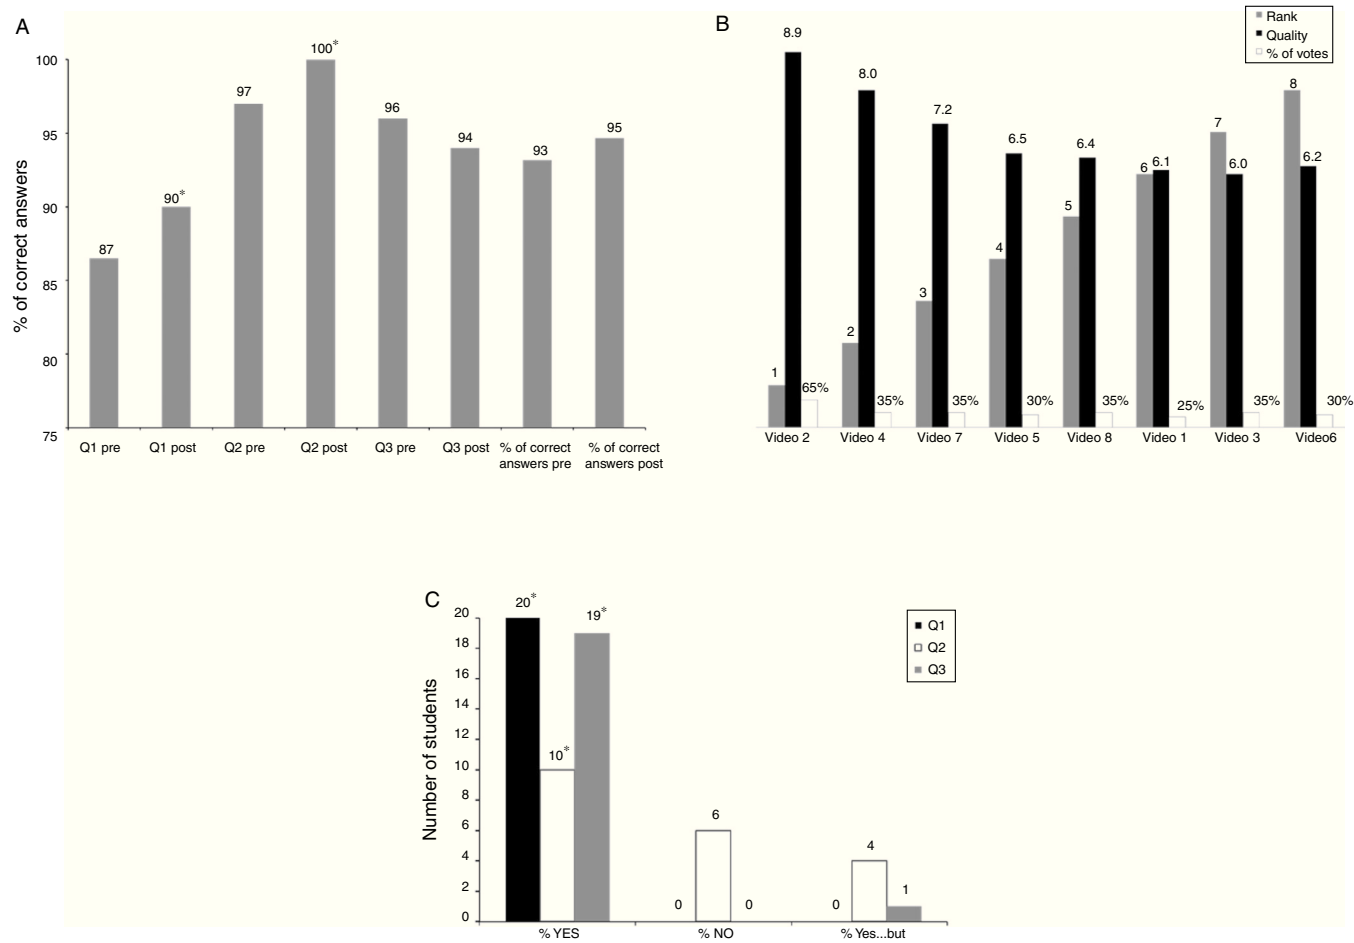 A
% of correct answers
100
95
90
85
80
75
87
90*
97
100*
96
94
93
95
Q1 pre
Q1 post
Q2 pre
Q2 post
Q3 pre
Q3 post
% of correct
answers pre
% of correct
answers post
B
Rank
Quality
% of votes
1
8.9
65%
2
8.0
35%
3
7.2
35%
4
6.5
30%
5
6.4
35%
6
6.1
25%
7
6.0
35%
8
6.2
30%
Video 2
Video 4
Video 7
Video 5
Video 8
Video 1
Video 3
Video6
C
Number of students
20
18
16
14
12
10
8
6
4
2
0
20*
10*
19*
0
6
0
0
4
1
% YES
% NO
% Yes...but
Q1
Q2
Q3